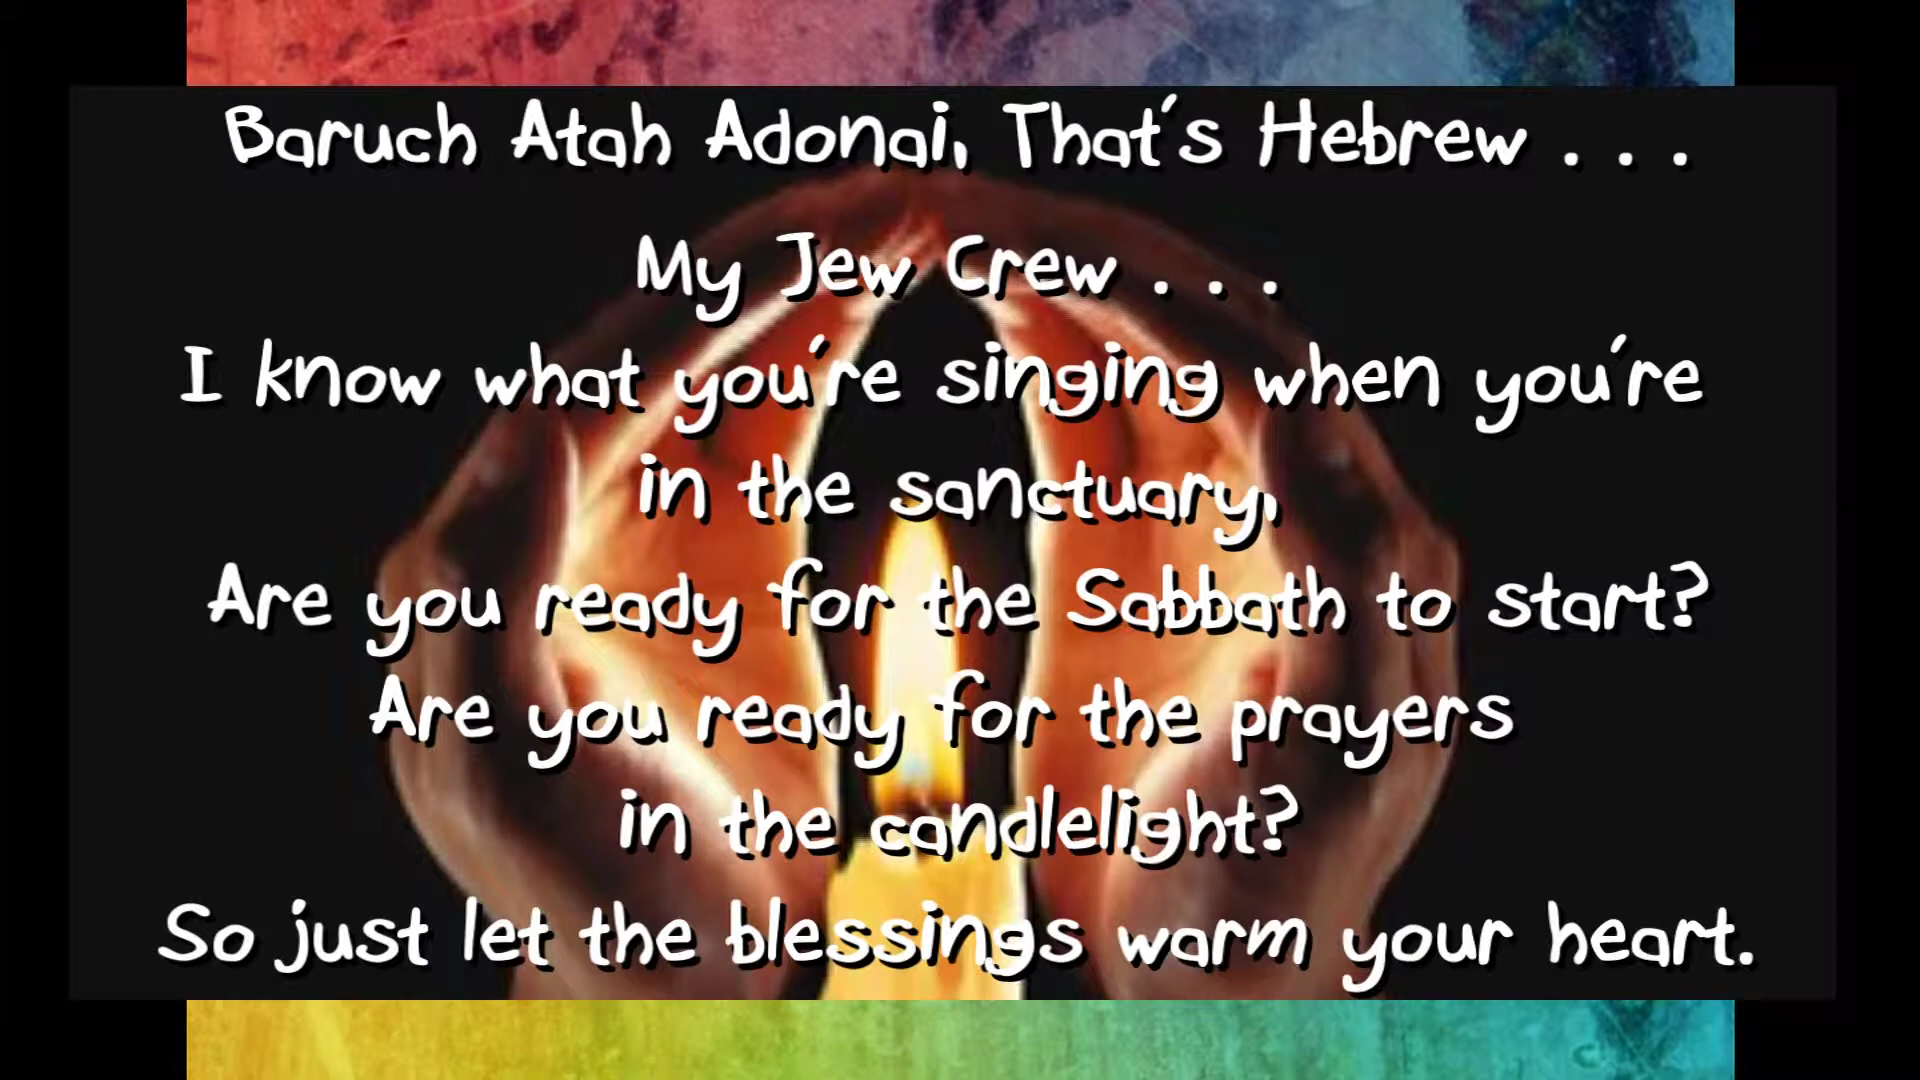 Baruch Atah Adonai, That's Hebrew . . .
My Jew Crew . . .
I know what you're singing when you're
in the sanctuary,
Are you ready for the Sabbath to start?
Are you ready for the prayers
in the candlelight?
So just let the blessings warm your heart.